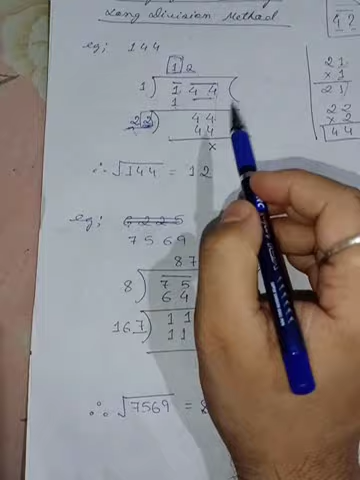 Long Division Method
eg; 144
12
1) 1 44 (
1
22) 44
44
x
∴ √144 = 12
21
x 1
21
22
x 2
44
eg; 6225
7569
87
8) 75
64
167) 11
11
∴ √7569 =